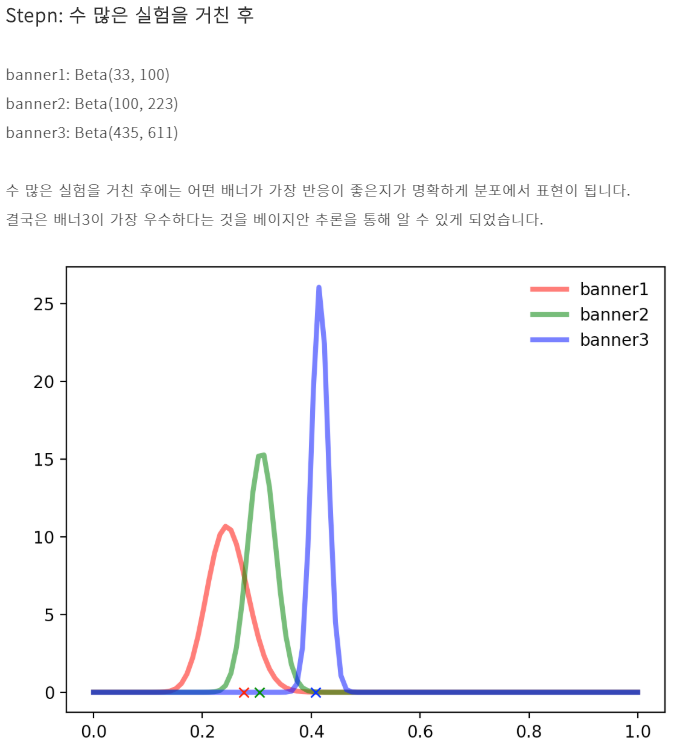 Stepn: 수 많은 실험을 거친 후
banner1: Beta(33, 100)
banner2: Beta(100, 223)
banner3: Beta(435, 611)
수 많은 실험을 거친 후에는 어떤 배너가 가장 반응이 좋은지가 명확하게 분포에서 표현이 됩니다.
결국은 배너3이 가장 우수하다는 것을 베이지안 추론을 통해 알 수 있게 되었습니다.
banner1
banner2
banner3
25
20
15
10
5
0
0.0 0.2 0.4 0.6 0.8 1.0